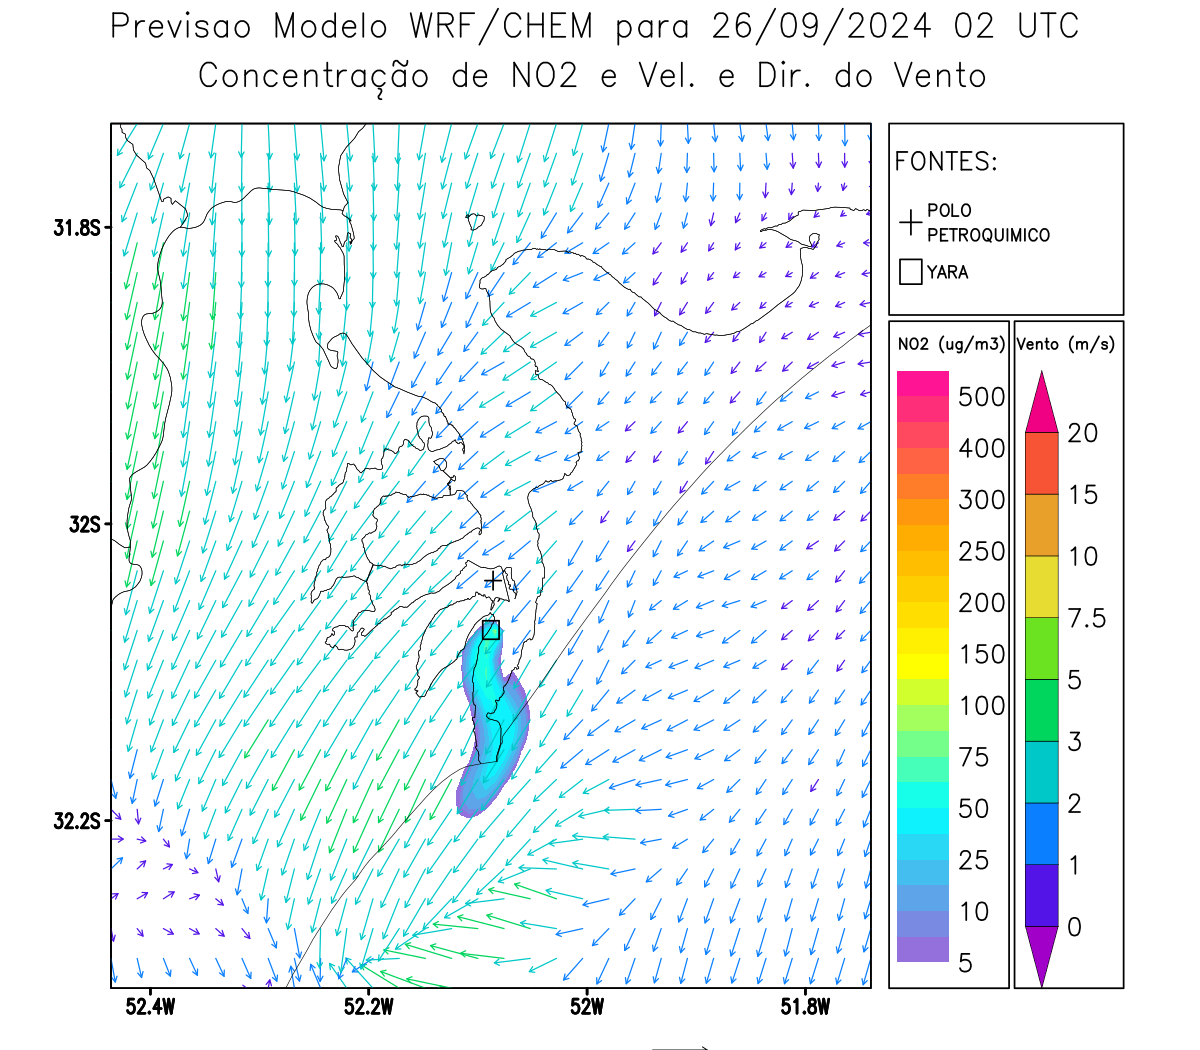 Previsao Modelo WRF/CHEM para 26/09/2024 02 UTC
Concentração de NO2 e Vel. e Dir. do Vento
FONTES:
POLO
PETROQUIMICO
YARA
NO2 (ug/m3)
500
400
300
250
200
150
100
75
50
25
10
5
Vento (m/s)
20
15
10
7.5
5
3
2
1
0
31.8S
32S
32.2S
52.4W
52.2W
52W
51.8W